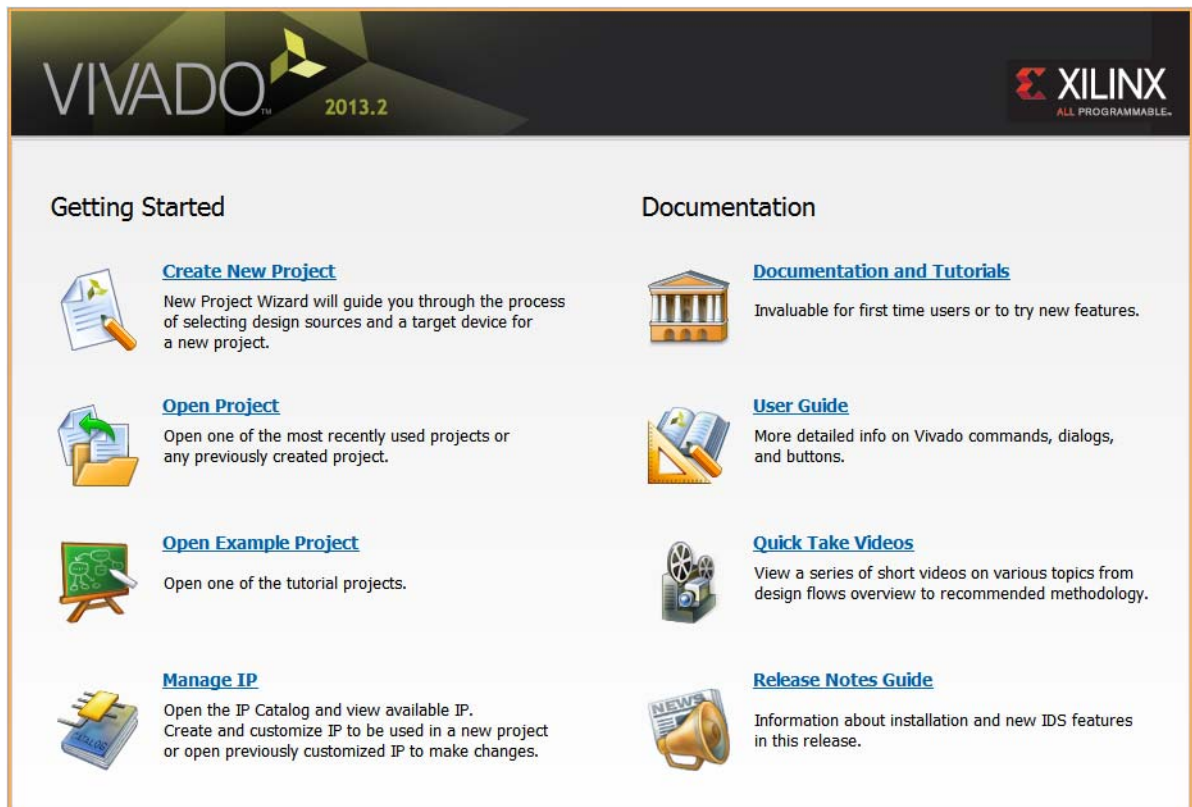 VIVADO™ 2013.2
XILINX
ALL PROGRAMMABLE™
Getting Started
Create New Project
New Project Wizard will guide you through the process
of selecting design sources and a target device for
a new project.
Open Project
Open one of the most recently used projects or
any previously created project.
Open Example Project
Open one of the tutorial projects.
Manage IP
Open the IP Catalog and view available IP.
Create and customize IP to be used in a new project
or open previously customized IP to make changes.
CATALOG
Documentation
Documentation and Tutorials
Invaluable for first time users or to try new features.
User Guide
More detailed info on Vivado commands, dialogs,
and buttons.
Quick Take Videos
View a series of short videos on various topics from
design flows overview to recommended methodology.
Release Notes Guide
Information about installation and new IDS features
in this release.
NEWS